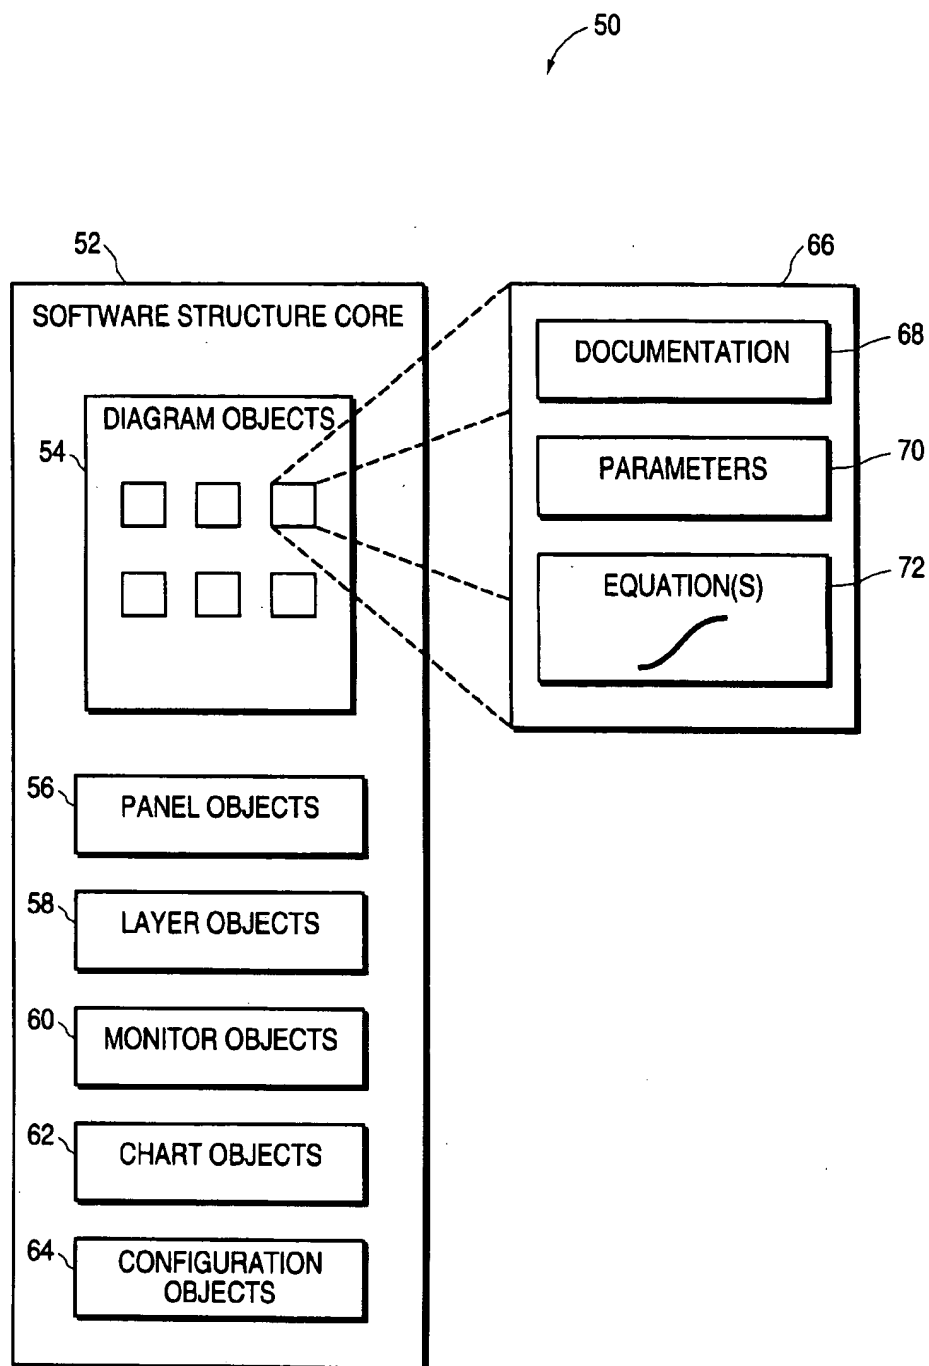 50
52
SOFTWARE STRUCTURE CORE
54
DIAGRAM OBJECTS
56
PANEL OBJECTS
58
LAYER OBJECTS
60
MONITOR OBJECTS
62
CHART OBJECTS
64
CONFIGURATION
OBJECTS
66
DOCUMENTATION
68
PARAMETERS
70
EQUATION(S)
72